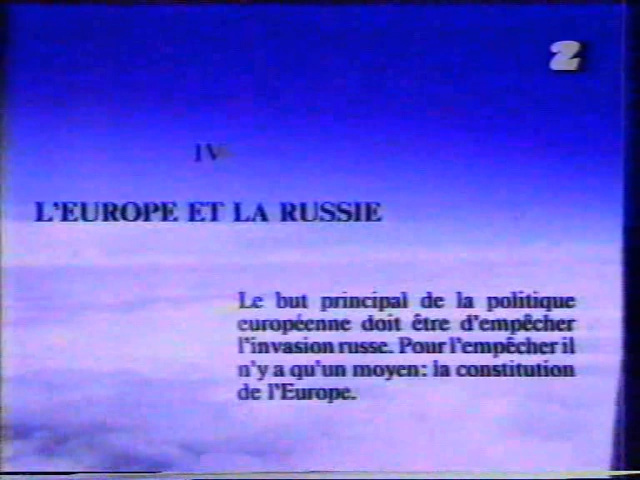 2
IV
L'EUROPE ET LA RUSSIE
Le but principal de la politique
européenne doit être d'empêcher
l'invasion russe. Pour l'empêcher il
n'y a qu'un moyen: la constitution
de l'Europe.